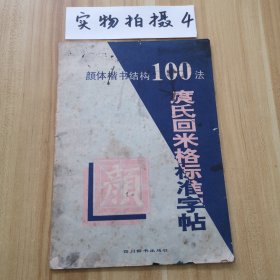 实物拍摄4
颜体楷书结构100法
庹氏回米格标准字帖
颜
四川辞书出版社